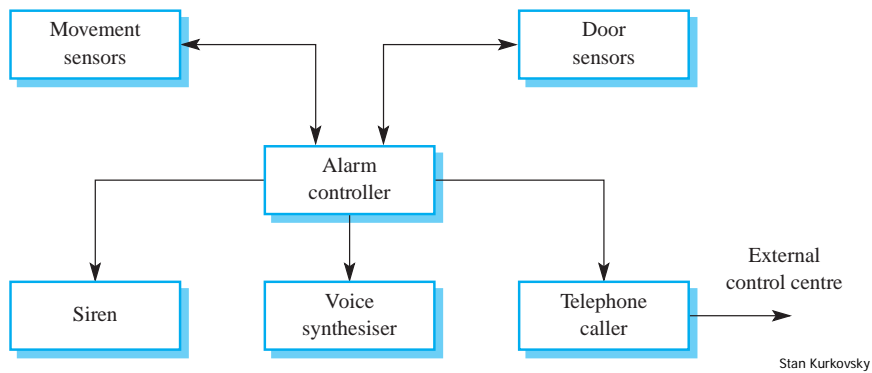 Movement
sensors
Door
sensors
Alarm
controller
External
control centre
Siren
Voice
synthesiser
Telephone
caller
Stan Kurkovsky